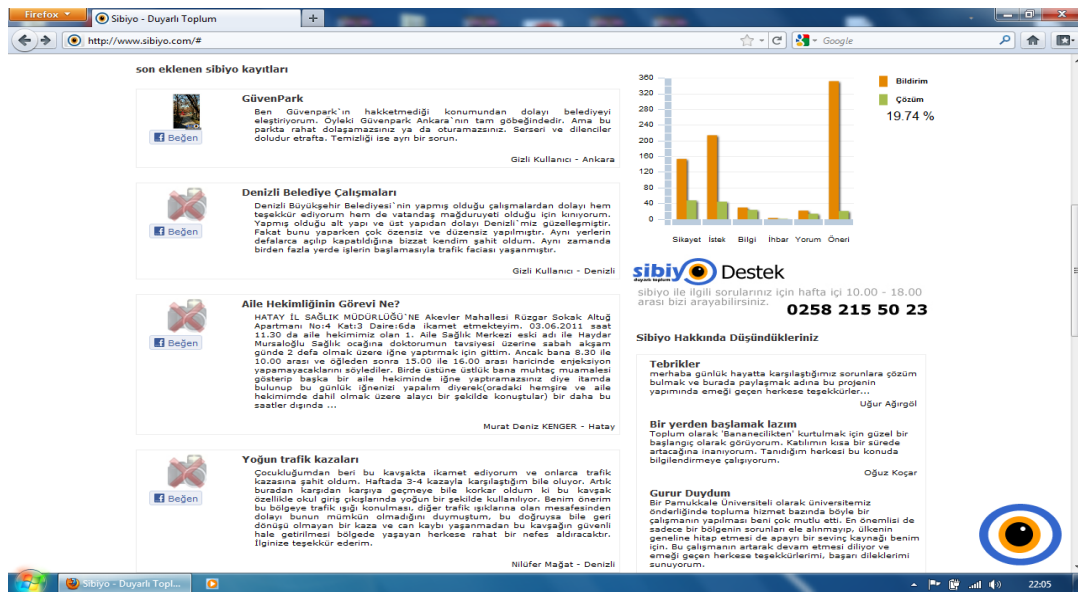 Firefox
Sibiyo - Duyarlı Toplum
http://www.sibiyo.com/#
Google
son eklenen sibiyo kayıtları
GüvenPark
Ben Güvenpark`ın hakketmediği konumundan dolayı belediyeyi
eleştiriyorum. Öyleki Güvenpark Ankara`nın tam göbeğindedir. Ama bu
parkta rahat dolaşamazsınız ya da oturamazsınız. Serseri ve dilenciler
doludur etrafta. Temizliği ise ayrı bir sorun.
Beğen
Gizli Kullanıcı - Ankara
Denizli Belediye Çalışmaları
Denizli Büyükşehir Belediyesi`nin yapmış olduğu çalışmalardan dolayı hem
teşekkür ediyorum hem de vatandaş mağduruyeti olduğu için kınıyorum.
Yapmış olduğu alt yapı ve üst yapıdan dolayı Denizli`miz güzelleşmiştir.
Fakat bunu yaparken çok özensiz ve düzensiz yapılmıştır. Aynı yerlerin
defalarca açılıp kapatıldığına bizzat kendim şahit oldum. Aynı zamanda
birden fazla yerde işlerin başlamasıyla trafik faciası yaşanmıştır.
Beğen
Gizli Kullanıcı - Denizli
Aile Hekimliğinin Görevi Ne?
HATAY İL SAĞLIK MÜDÜRLÜĞÜ`NE Akevler Mahallesi Rüzgar Sokak Altuğ
Apartmanı No:4 Kat:3 Daire:6da ikamet etmekteyim. 03.06.2011 saat
11.30 da aile hekimimiz olan 1. Aile Sağlık Merkezi eski adı ile Haydar
Mursaloğlu Sağlık ocağına doktorumun tavsiyesi üzerine sabah akşam
günde 2 defa olmak üzere iğne yaptırmak için gittim. Ancak bana 8.30 ile
10.00 arası ve öğleden sonra 15.00 ile 16.00 arası haricinde enjeksiyon
yapamayacaklarını söylediler. Birde üstüne üstlük bana muhtaç muamalesi
gösterip başka bir aile hekiminde iğne yaptıramazsınız diye itamda
bulunup bu günlük iğnenizi yapalım diyerek(oradaki hemşire ve aile
hekimimde dahil olmak üzere alaycı bir şekilde konuştular) bir daha bu
saatler dışında ...
Beğen
Murat Deniz KENGER - Hatay
Yoğun trafik kazaları
Çocukluğumdan beri bu kavşakta ikamet ediyorum ve onlarca trafik
kazasına şahit oldum. Haftada 3-4 kazayla karşılaştığım bile oluyor. Artık
buradan karşıdan karşıya geçmeye bile korkar oldum ki bu kavşak
özellikle okul giriş çıkışlarında yoğun bir şekilde kullanılıyor. Benim önerim
bu bölgeye trafik ışığı konulması, diğer trafik ışıklarına olan mesafesinden
dolayı bunun mümkün olmadığını duymuştum, bu doğruysa bile geri
dönüşü olmayan bir kaza ve can kaybı yaşanmadan bu kavşağın güvenli
hale getirilmesi bölgede yaşayan herkese rahat bir nefes aldıracaktır.
İlginize teşekkür ederim.
Beğen
Nilüfer Mağat - Denizli
360
320
280
240
200
160
120
80
40
0
Sikayet İstek Bilgi İhbar Yorum Öneri
Bildirim
Çözüm
19.74 %
sibiyo Destek
duyarlı toplum
sibiyo ile ilgili sorularınız için hafta içi 10.00 - 18.00
arası bizi arayabilirsiniz.
0258 215 50 23
Sibiyo Hakkında Düşündükleriniz
Tebrikler
merhaba günlük hayatta karşılaştığımız sorunlara çözüm
bulmak ve burada paylaşmak adına bu projenin
yapımında emeği geçen herkese teşekkürler...
Uğur Ağırgöl
Bir yerden başlamak lazım
Toplum olarak 'Bananecilikten' kurtulmak için güzel bir
başlangıç olarak görüyorum. Katılımın kısa bir sürede
artacağına inanıyorum. Tanıdığım herkesi bu konuda
bilgilendirmeye çalışıyorum.
Oğuz Koçar
Gurur Duydum
Bir Pamukkale Üniversiteli olarak üniversitemiz
önderliğinde topluma hizmet bazında böyle bir
çalışmanın yapılması beni çok mutlu etti. En önemlisi de
sadece bir bölgenin sorunları ele alınmayıp, ülkenin
geneline hitap etmesi de apayrı bir sevinç kaynağı benim
için. Bu çalışmanın artarak devam etmesi diliyor ve
emeği geçen herkese teşekkürlerimi, başarı dileklerimi
sunuyorum.
Sibiyo - Duyarlı Topl...
22:05